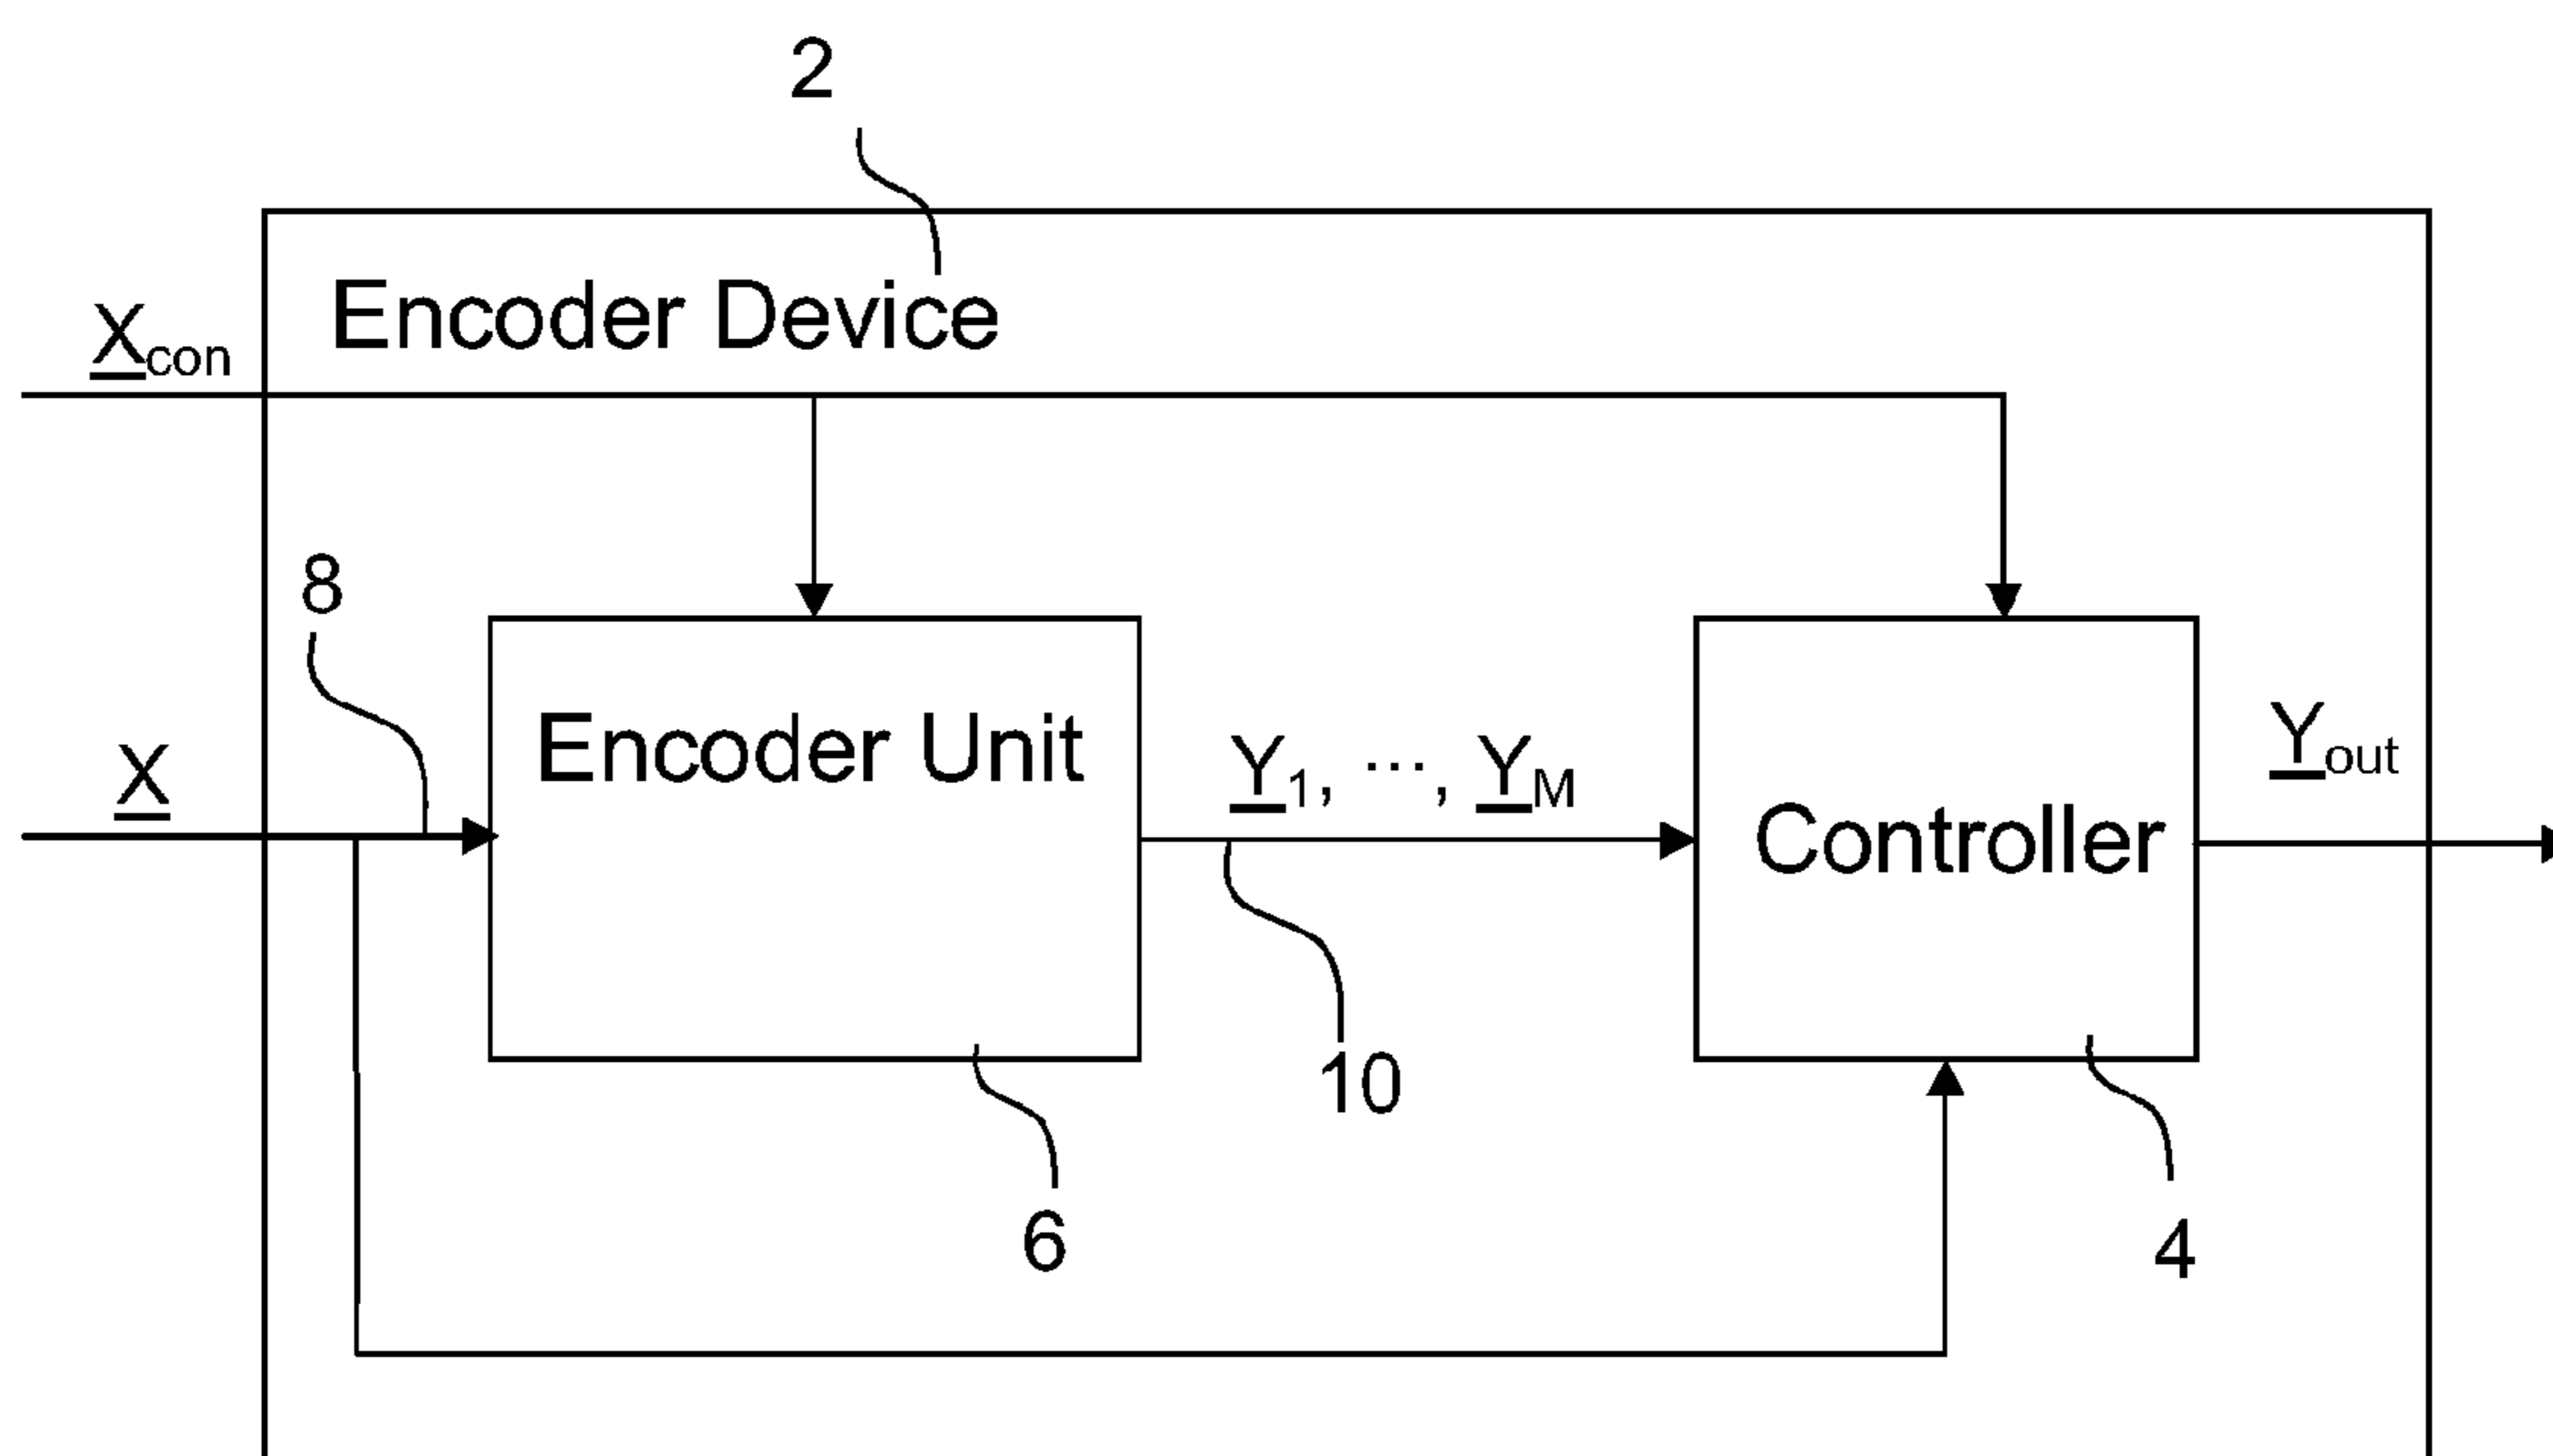 2
Encoder Device
Xcon
8
Encoder Unit
X
Y1, ..., YM
Yout
Controller
10
6
4